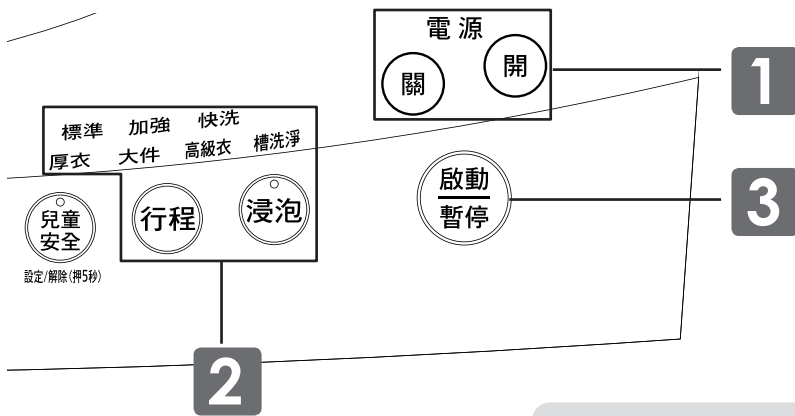 電源
關
開
1
標準 加強 快洗
厚衣 大件 高級衣 槽洗淨
啟動
暫停
3
兒童
安全
行程
浸泡
設定/解除(押5秒)
2